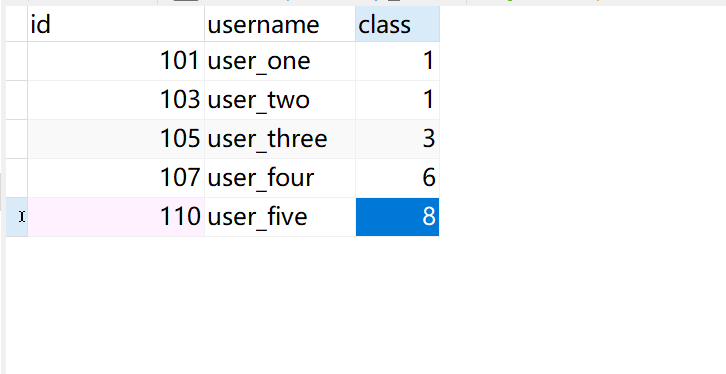 id username class
101 user_one 1
103 user_two 1
105 user_three 3
107 user_four 6
110 user_five 8